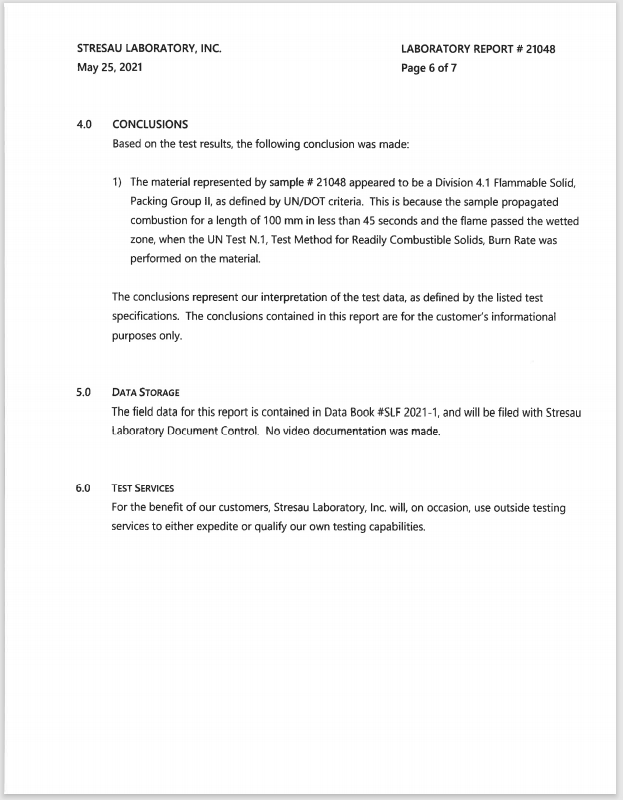 STRESAU LABORATORY, INC. LABORATORY REPORT # 21048
May 25, 2021 Page 6 of 7
4.0 CONCLUSIONS
Based on the test results, the following conclusion was made:
1) The material represented by sample # 21048 appeared to be a Division 4.1 Flammable Solid,
Packing Group II, as defined by UN/DOT criteria. This is because the sample propagated
combustion for a length of 100 mm in less than 45 seconds and the flame passed the wetted
zone, when the UN Test N.1, Test Method for Readily Combustible Solids, Burn Rate was
performed on the material.
The conclusions represent our interpretation of the test data, as defined by the listed test
specifications. The conclusions contained in this report are for the customer's informational
purposes only.
5.0 DATA STORAGE
The field data for this report is contained in Data Book #SLF 2021-1, and will be filed with Stresau
Laboratory Document Control. No video documentation was made.
6.0 TEST SERVICES
For the benefit of our customers, Stresau Laboratory, Inc. will, on occasion, use outside testing
services to either expedite or qualify our own testing capabilities.